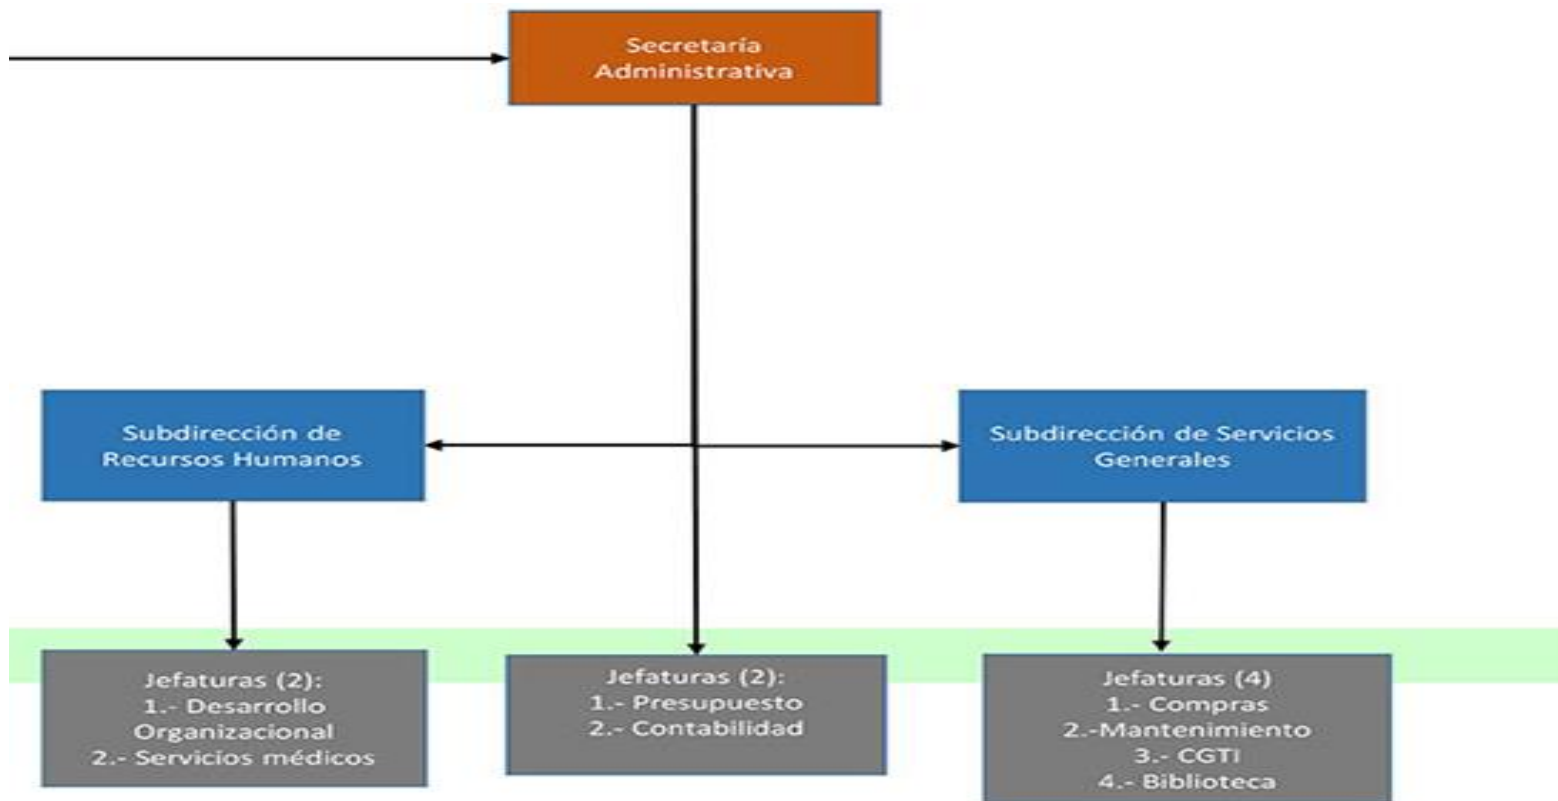 Secretaría
Administrativa
Subdirección de
Recursos Humanos
Subdirección de Servicios
Generales
Jefaturas (2):
1.- Desarrollo
Organizacional
2.- Servicios médicos
Jefaturas (2):
1.- Presupuesto
2.- Contabilidad
Jefaturas (4)
1.- Compras
2.-Mantenimiento
3.- CGTI
4.- Biblioteca